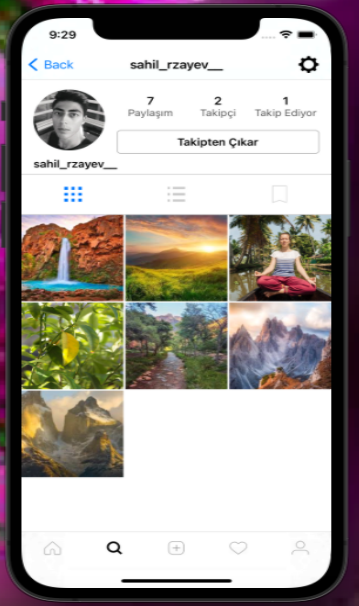 9:29
Back
sahil_rzayev__
7 2 1
Paylaşım Takipçi Takip Ediyor
Takipten Çıkar
sahil_rzayev__